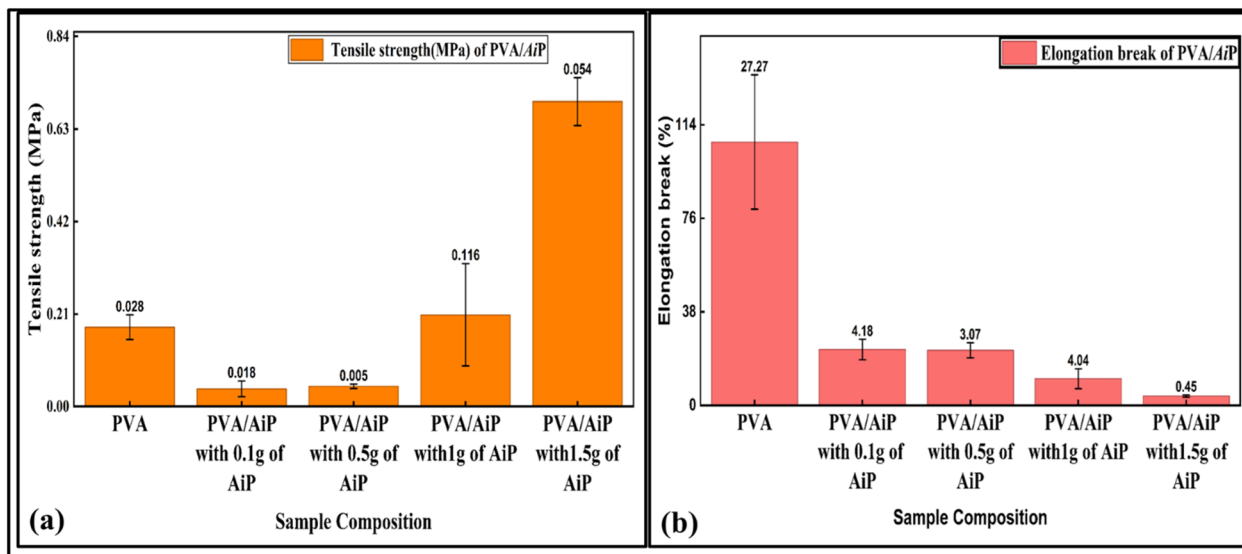 Tensile strength(MPa) of PVA/AiP
Tensile strength (MPa)
0.84
0.63
0.42
0.21
0.00
0.028
0.018
0.005
0.116
0.054
PVA
PVA/AiP
with 0.1g of
AiP
PVA/AiP
with 0.5g of
AiP
PVA/AiP
with1g of AiP
PVA/AiP
with1.5g of
AiP
Sample Composition
(a)
Elongation break of PVA/AiP
Elongation break (%)
114
76
38
0
27.27
4.18
3.07
4.04
0.45
PVA
PVA/AiP
with 0.1g of
AiP
PVA/AiP
with 0.5g of
AiP
PVA/AiP
with1g of AiP
PVA/AiP
with1.5g of
AiP
Sample Composition
(b)